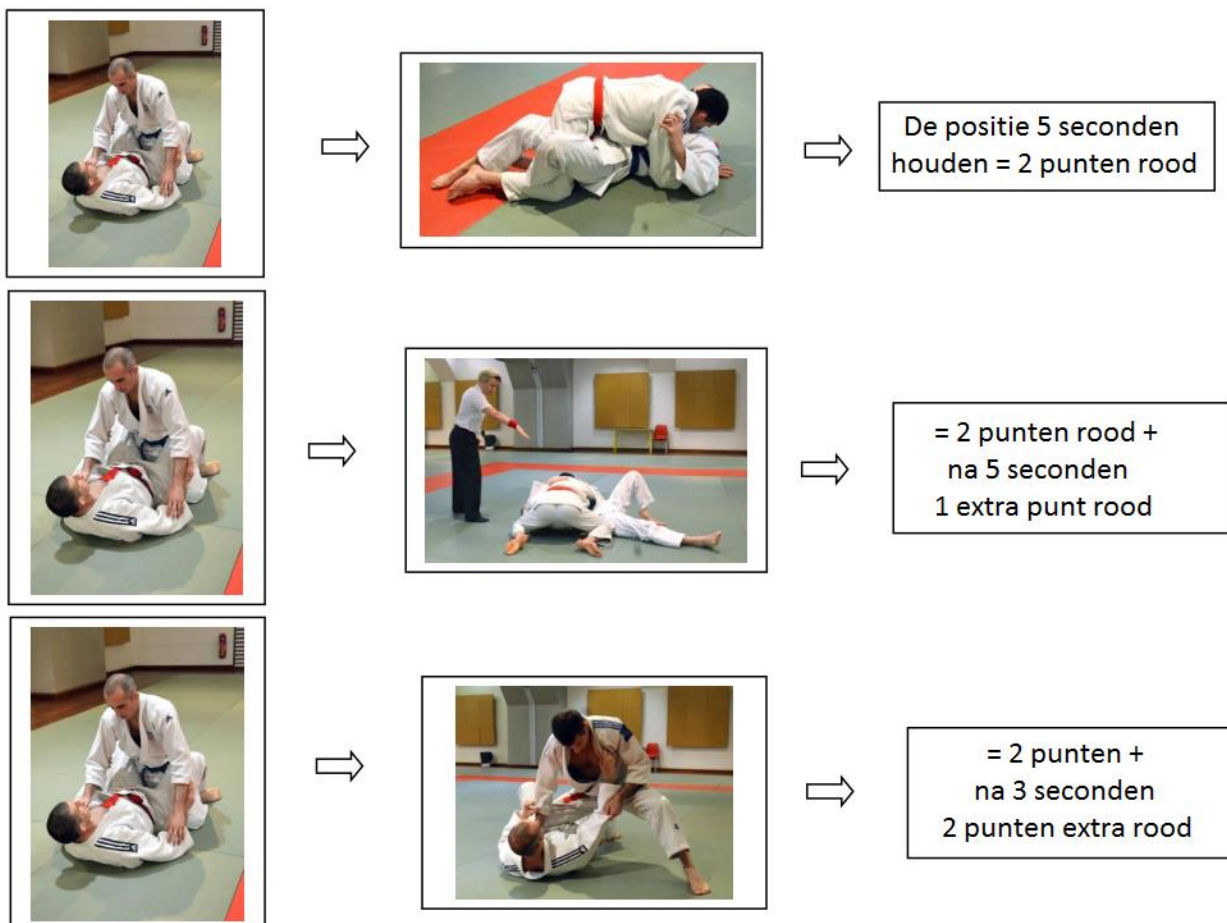 De positie 5 seconden
houden = 2 punten rood
= 2 punten rood +
na 5 seconden
1 extra punt rood
= 2 punten +
na 3 seconden
2 punten extra rood